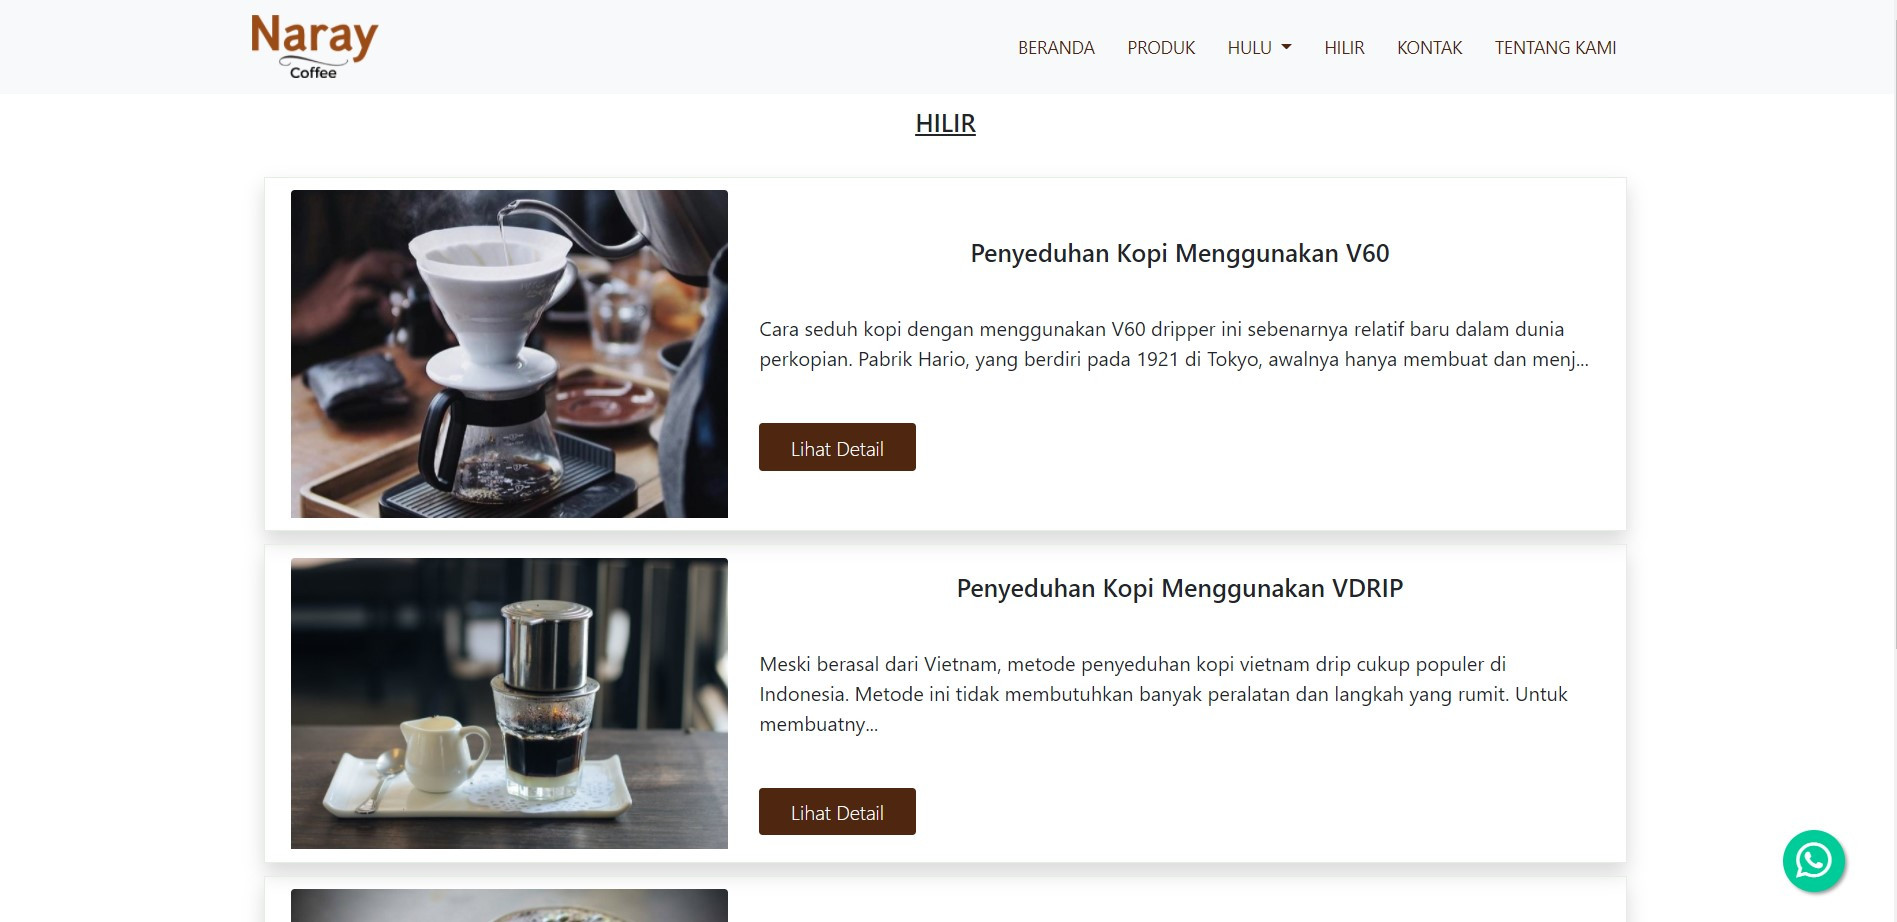 Naray
Coffee
BERANDA
PRODUK
HULU
HILIR
KONTAK
TENTANG KAMI
HILIR
Penyeduhan Kopi Menggunakan V60
Cara seduh kopi dengan menggunakan V60 dripper ini sebenarnya relatif baru dalam dunia
perkopian. Pabrik Hario, yang berdiri pada 1921 di Tokyo, awalnya hanya membuat dan menj...
Lihat Detail
Penyeduhan Kopi Menggunakan VDRIP
Meski berasal dari Vietnam, metode penyeduhan kopi vietnam drip cukup populer di
Indonesia. Metode ini tidak membutuhkan banyak peralatan dan langkah yang rumit. Untuk
membuatny...
Lihat Detail